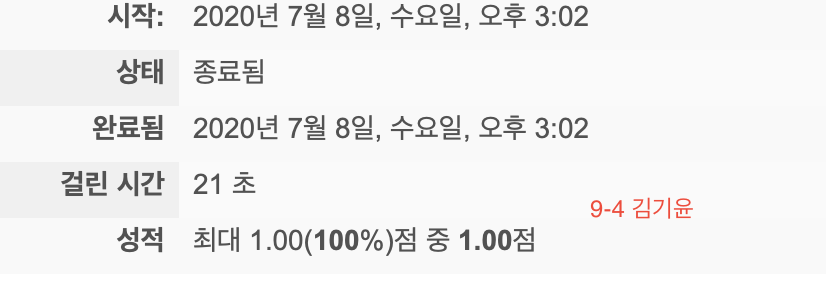 시작: 2020년 7월 8일, 수요일, 오후 3:02
상태 종료됨
완료됨 2020년 7월 8일, 수요일, 오후 3:02
걸린 시간 21 초
9-4 김기윤
성적 최대 1.00(100%)점 중 1.00점